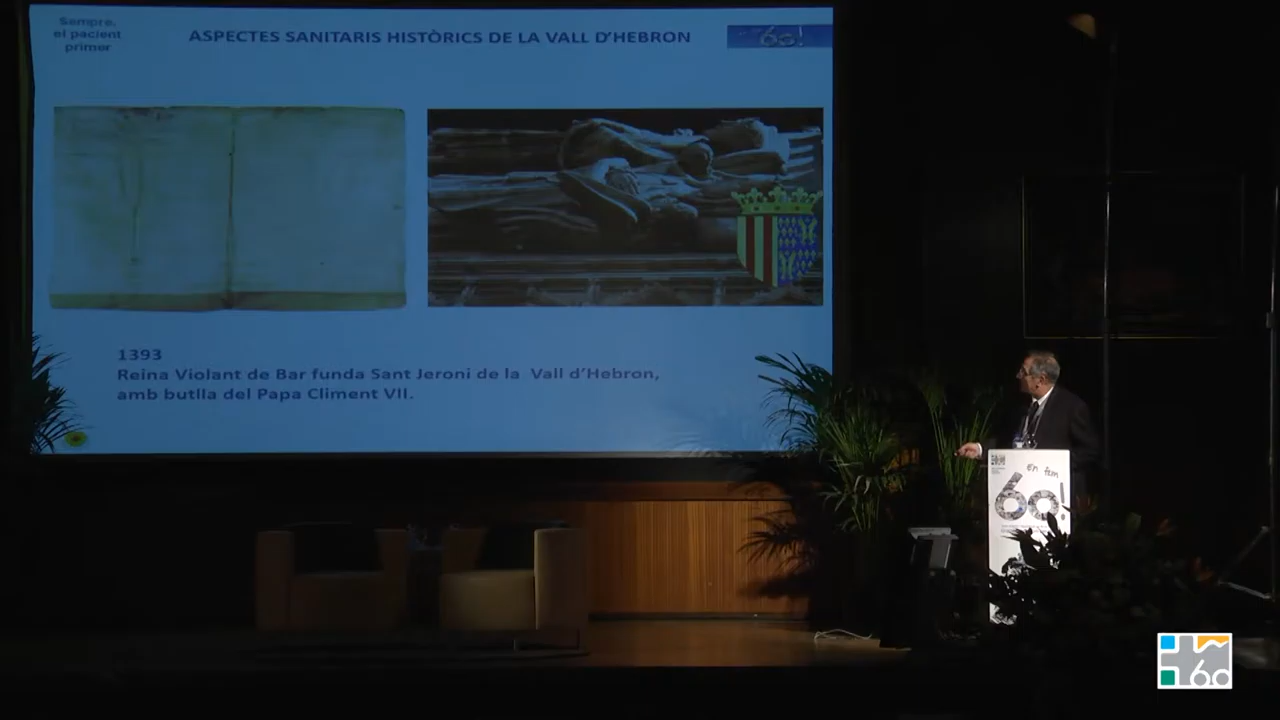 Sempre,
el pacient
primer
ASPECTES SANITARIS HISTÒRICS DE LA VALL D'HEBRON
60!
1393
Reina Violant de Bar funda Sant Jeroni de la Vall d'Hebron,
amb butlla del Papa Climent VII.
en fem
60!
60